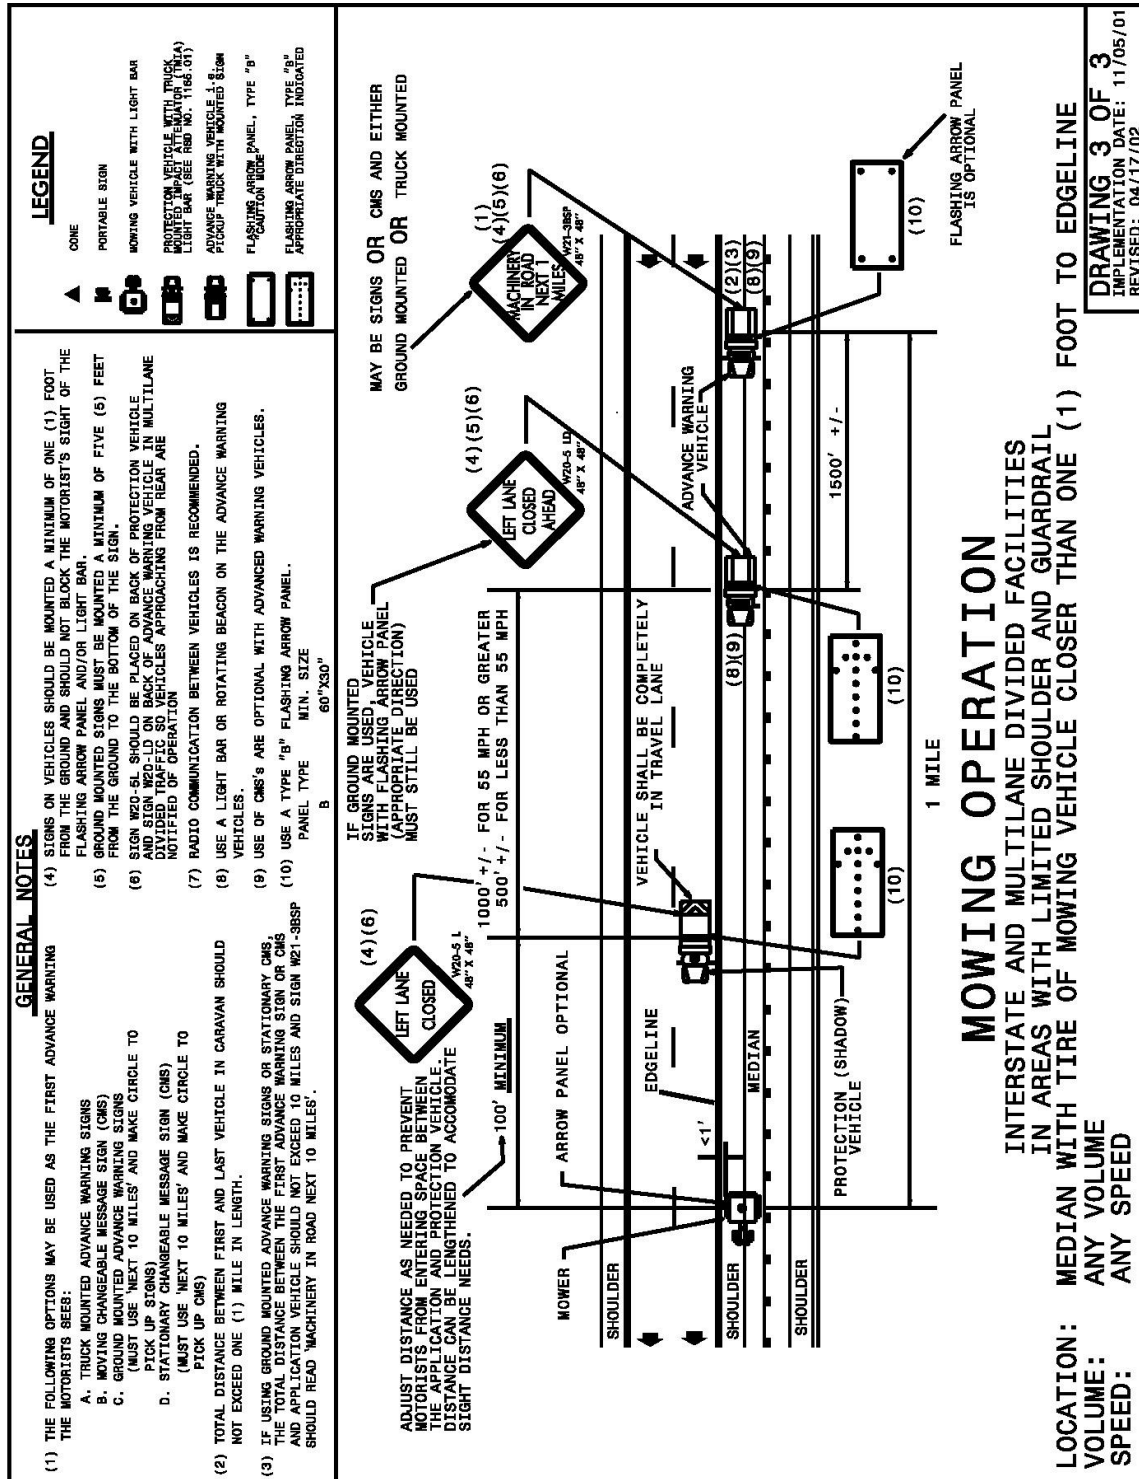 GENERAL NOTES
(1) THE FOLLOWING OPTIONS MAY BE USED AS THE FIRST ADVANCE WARNING
THE MOTORISTS SEES:
A. TRUCK MOUNTED ADVANCE WARNING SIGNS
B. MOVING CHANGEABLE MESSAGE SIGN (CMS)
C. GROUND MOUNTED ADVANCE WARNING SIGNS
(MUST USE 'NEXT 10 MILES' AND MAKE CIRCLE TO
PICK UP SIGNS)
D. STATIONARY CHANGEABLE MESSAGE SIGN (CMS)
(MUST USE 'NEXT 10 MILES' AND MAKE CIRCLE TO
PICK UP CMS)
(2) TOTAL DISTANCE BETWEEN FIRST AND LAST VEHICLE IN CARAVAN SHOULD
NOT EXCEED ONE (1) MILE IN LENGTH.
(3) IF USING GROUND MOUNTED ADVANCE WARNING SIGNS OR STATIONARY CMS,
THE TOTAL DISTANCE BETWEEN THE FIRST ADVANCE WARNING SIGN OR CMS
AND APPLICATION VEHICLE SHOULD NOT EXCEED 10 MILES AND SIGN W21-3BSP
SHOULD READ 'MACHINERY IN ROAD NEXT 10 MILES'.
(4) SIGNS ON VEHICLES SHOULD BE MOUNTED A MINIMUM OF ONE (1) FOOT
FROM THE GROUND AND SHOULD NOT BLOCK THE MOTORIST'S SIGHT OF THE
FLASHING ARROW PANEL AND/OR LIGHT BAR.
(5) GROUND MOUNTED SIGNS MUST BE MOUNTED A MINIMUM OF FIVE (5) FEET
FROM THE GROUND TO THE BOTTOM OF THE SIGN.
(6) SIGN W20-5L SHOULD BE PLACED ON BACK OF PROTECTION VEHICLE
AND SIGN W20-LD ON BACK OF ADVANCE WARNING VEHICLE IN MULTILANE
DIVIDED TRAFFIC SO VEHICLES APPROACHING FROM REAR ARE
NOTIFIED OF OPERATION
(7) RADIO COMMUNICATION BETWEEN VEHICLES IS RECOMMENDED.
(8) USE A LIGHT BAR OR ROTATING BEACON ON THE ADVANCE WARNING
VEHICLES.
(9) USE OF CMS's ARE OPTIONAL WITH ADVANCED WARNING VEHICLES.
(10) USE A TYPE "B" FLASHING ARROW PANEL.
PANEL TYPE MIN. SIZE
B 60"X30"
LEGEND
CONE
PORTABLE SIGN
MOWING VEHICLE WITH LIGHT BAR
PROTECTION VEHICLE WITH TRUCK
MOUNTED IMPACT ATTENUATOR (TMIA)
LIGHT BAR (SEE RBD NO. 1166.01)
ADVANCE WARNING VEHICLE i.e.
PICKUP TRUCK WITH MOUNTED SIGN
FLASHING ARROW PANEL, TYPE "B"
"CAUTION MODE"
FLASHING ARROW PANEL, TYPE "B"
APPROPRIATE DIRECTION INDICATED
ADJUST DISTANCE AS NEEDED TO PREVENT
MOTORISTS FROM ENTERING SPACE BETWEEN
THE APPLICATION AND PROTECTION VEHICLE.
DISTANCE CAN BE LENGTHENED TO ACCOMODATE
SIGHT DISTANCE NEEDS.
LEFT LANE
CLOSED
(4)(6)
W20-5 L
48" X 48"
IF GROUND MOUNTED
SIGNS ARE USED, VEHICLE
WITH FLASHING ARROW PANEL
(APPROPRIATE DIRECTION)
MUST STILL BE USED
LEFT LANE
CLOSED
AHEAD
(4)(5)(6)
W20-5 LD
48" X 48"
MAY BE SIGNS OR CMS AND EITHER
GROUND MOUNTED OR TRUCK MOUNTED
MACHINERY
IN ROAD
NEXT 1
MILES
(1)
(4)(5)(6)
W21-3BSP
48" X 48"
100' MINIMUM
1000' +/- FOR 55 MPH OR GREATER
500' +/- FOR LESS THAN 55 MPH
MOWER
ARROW PANEL OPTIONAL
VEHICLE SHALL BE COMPLETELY
IN TRAVEL LANE
ADVANCE WARNING
VEHICLE
SHOULDER
EDGELINE
<1'
SHOULDER
MEDIAN
(8)(9)
(2)(3)
(8)(9)
SHOULDER
PROTECTION (SHADOW)
VEHICLE
1500' +/-
(10)
(10)
(10)
FLASHING ARROW PANEL
IS OPTIONAL
1 MILE
MOWING OPERATION
INTERSTATE AND MULTILANE DIVIDED FACILITIES
IN AREAS WITH LIMITED SHOULDER AND GUARDRAIL
LOCATION: MEDIAN WITH TIRE OF MOWING VEHICLE CLOSER THAN ONE (1) FOOT TO EDGELINE
VOLUME: ANY VOLUME
SPEED: ANY SPEED
DRAWING 3 OF 3
IMPLEMENTATION DATE: 11/05/01
REVISED: 04/17/02